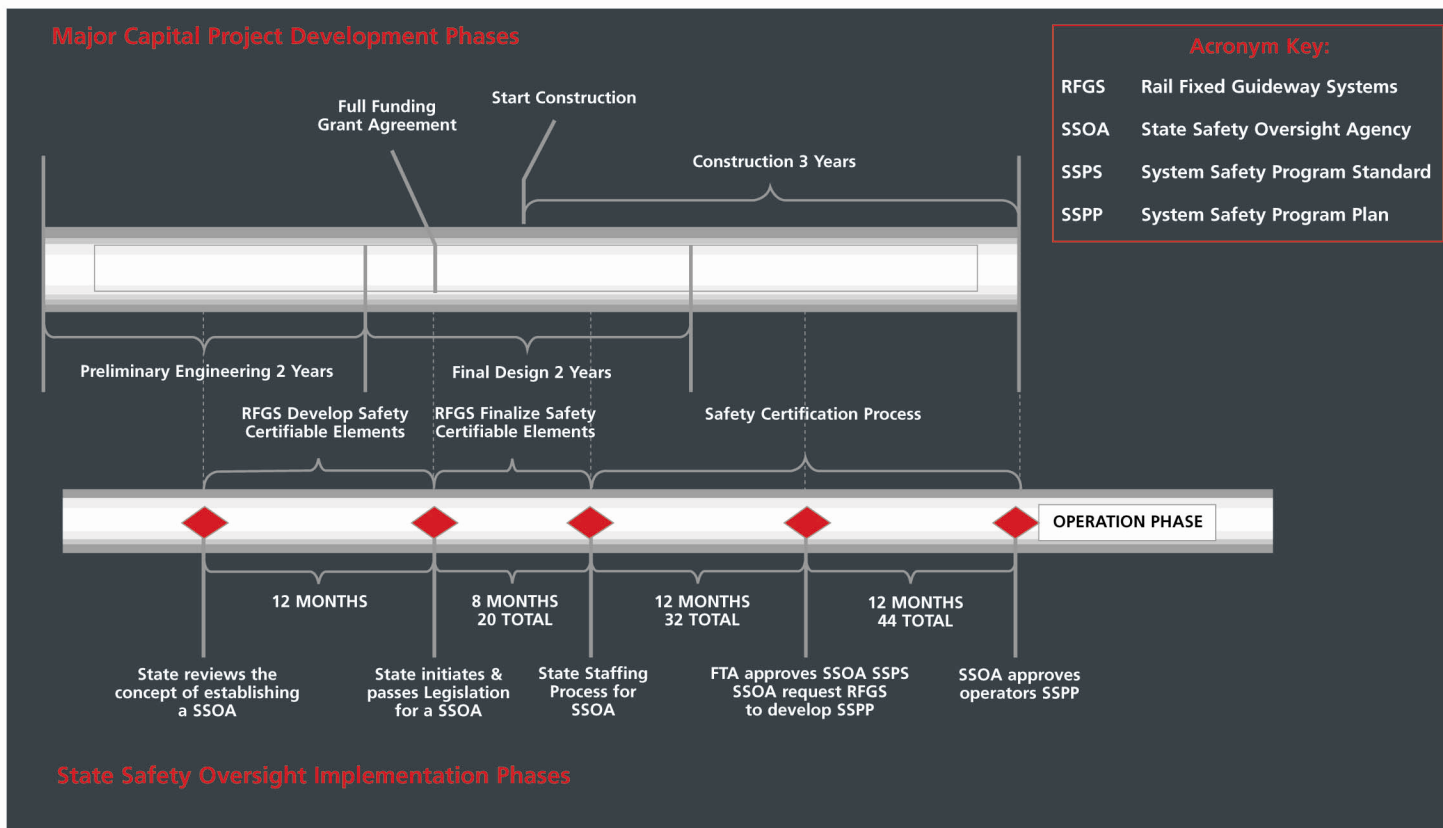 Major Capital Project Development Phases
Acronym Key:
RFGS Rail Fixed Guideway Systems
SSOA State Safety Oversight Agency
SSPS System Safety Program Standard
SSPP System Safety Program Plan
Full Funding
Grant Agreement
Start Construction
Construction 3 Years
Preliminary Engineering 2 Years
Final Design 2 Years
RFGS Develop Safety
Certifiable Elements
RFGS Finalize Safety
Certifiable Elements
Safety Certification Process
OPERATION PHASE
12 MONTHS
8 MONTHS
20 TOTAL
12 MONTHS
32 TOTAL
12 MONTHS
44 TOTAL
State reviews the
concept of establishing
a SSOA
State initiates &
passes Legislation
for a SSOA
State Staffing
Process for
SSOA
FTA approves SSOA SSPS
SSOA request RFGS
to develop SSPP
SSOA approves
operators SSPP
State Safety Oversight Implementation Phases